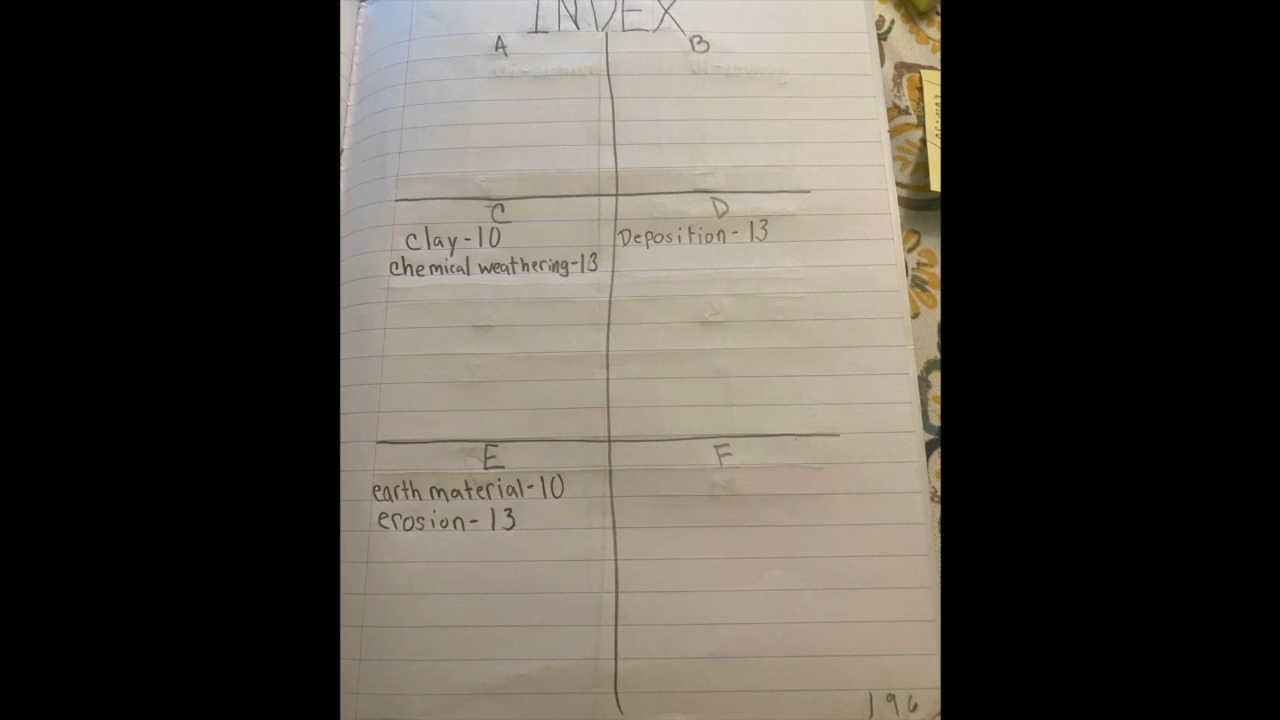 INDEX
A
B
C
clay-10
chemical weathering-13
D
Deposition-13
E
earth material-10
erosion-13
F
196